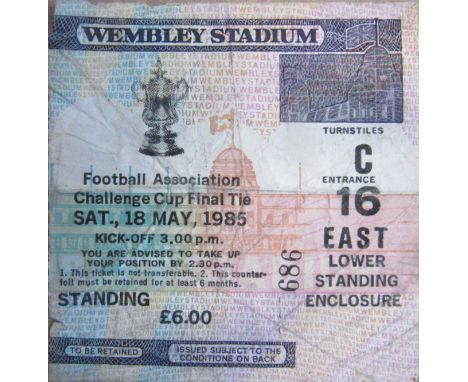 WEMBLEY STADIUM
TURNSTILES
C
ENTRANCE
16
EAST
LOWER
STANDING
ENCLOSURE
Football Association
Challenge Cup Final Tie
SAT., 18 MAY, 1985
KICK-OFF 3.00 p.m.
YOU ARE ADVISED TO TAKE UP
YOUR POSITION BY 2.30 p.m.
1. This ticket is not transferable. 2. This counter-
foil must be retained for at least 6 months.
686
STANDING
£6.00
TO BE RETAINED
ISSUED SUBJECT TO THE
CONDITIONS ON BACK